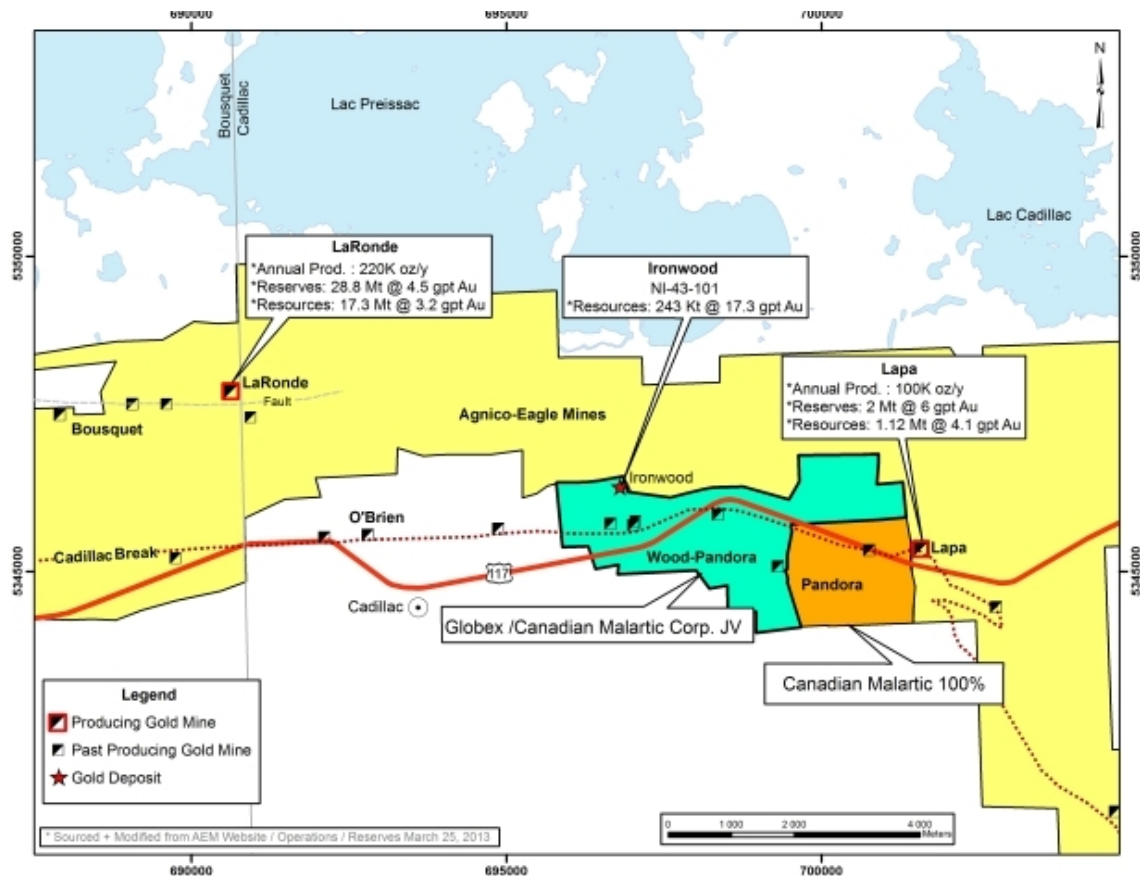 690000
695000
700000
N
Bousquet
Cadillac
Lac Preissac
Lac Cadillac
5350000
5350000
LaRonde
*Annual Prod. : 220K oz/y
*Reserves: 28.8 Mt @ 4.5 gpt Au
*Resources: 17.3 Mt @ 3.2 gpt Au
Ironwood
NI-43-101
*Resources: 243 Kt @ 17.3 gpt Au
Lapa
*Annual Prod. : 100K oz/y
*Reserves: 2 Mt @ 6 gpt Au
*Resources: 1.12 Mt @ 4.1 gpt Au
LaRonde
Fault
Bousquet
Agnico-Eagle Mines
Ironwood
O'Brien
Cadillac Break
Wood-Pandora
Lapa
5345000
5345000
117
Pandora
Cadillac
Globex /Canadian Malartic Corp. JV
Canadian Malartic 100%
Legend
Producing Gold Mine
Past Producing Gold Mine
Gold Deposit
* Sourced + Modified from AEM Website / Operations / Reserves March 25, 2013
0 1 000 2 000 4 000
Meters
690000
695000
700000